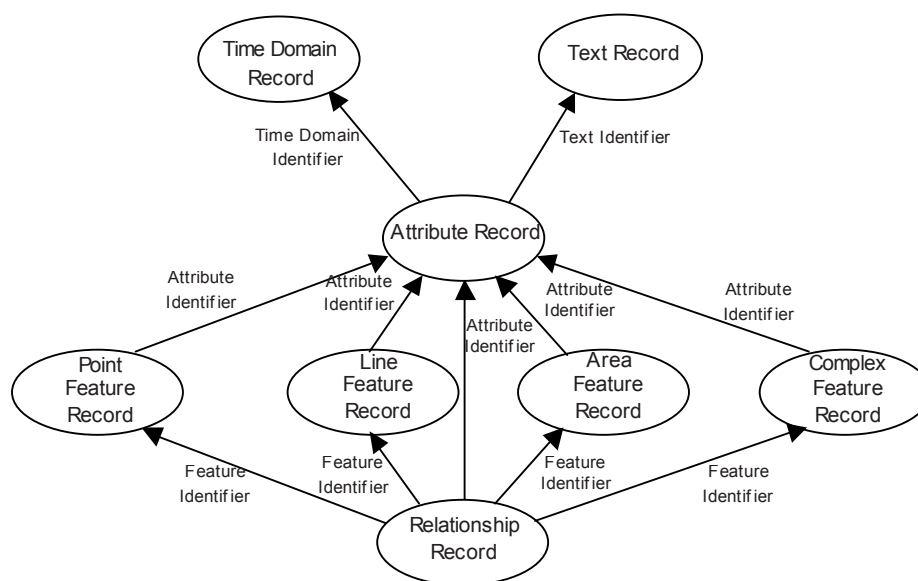 Time Domain
Record
Text Record
Time Domain
Identifier
Text Identifier
Attribute Record
Attribute
Identifier
Attribute
Identifier
Attribute
Identifier
Attribute
Identifier
Attribute
Identifier
Point
Feature
Record
Line
Feature
Record
Area
Feature
Record
Complex
Feature
Record
Feature
Identifier
Feature
Identifier
Feature
Identifier
Feature
Identifier
Relationship
Record